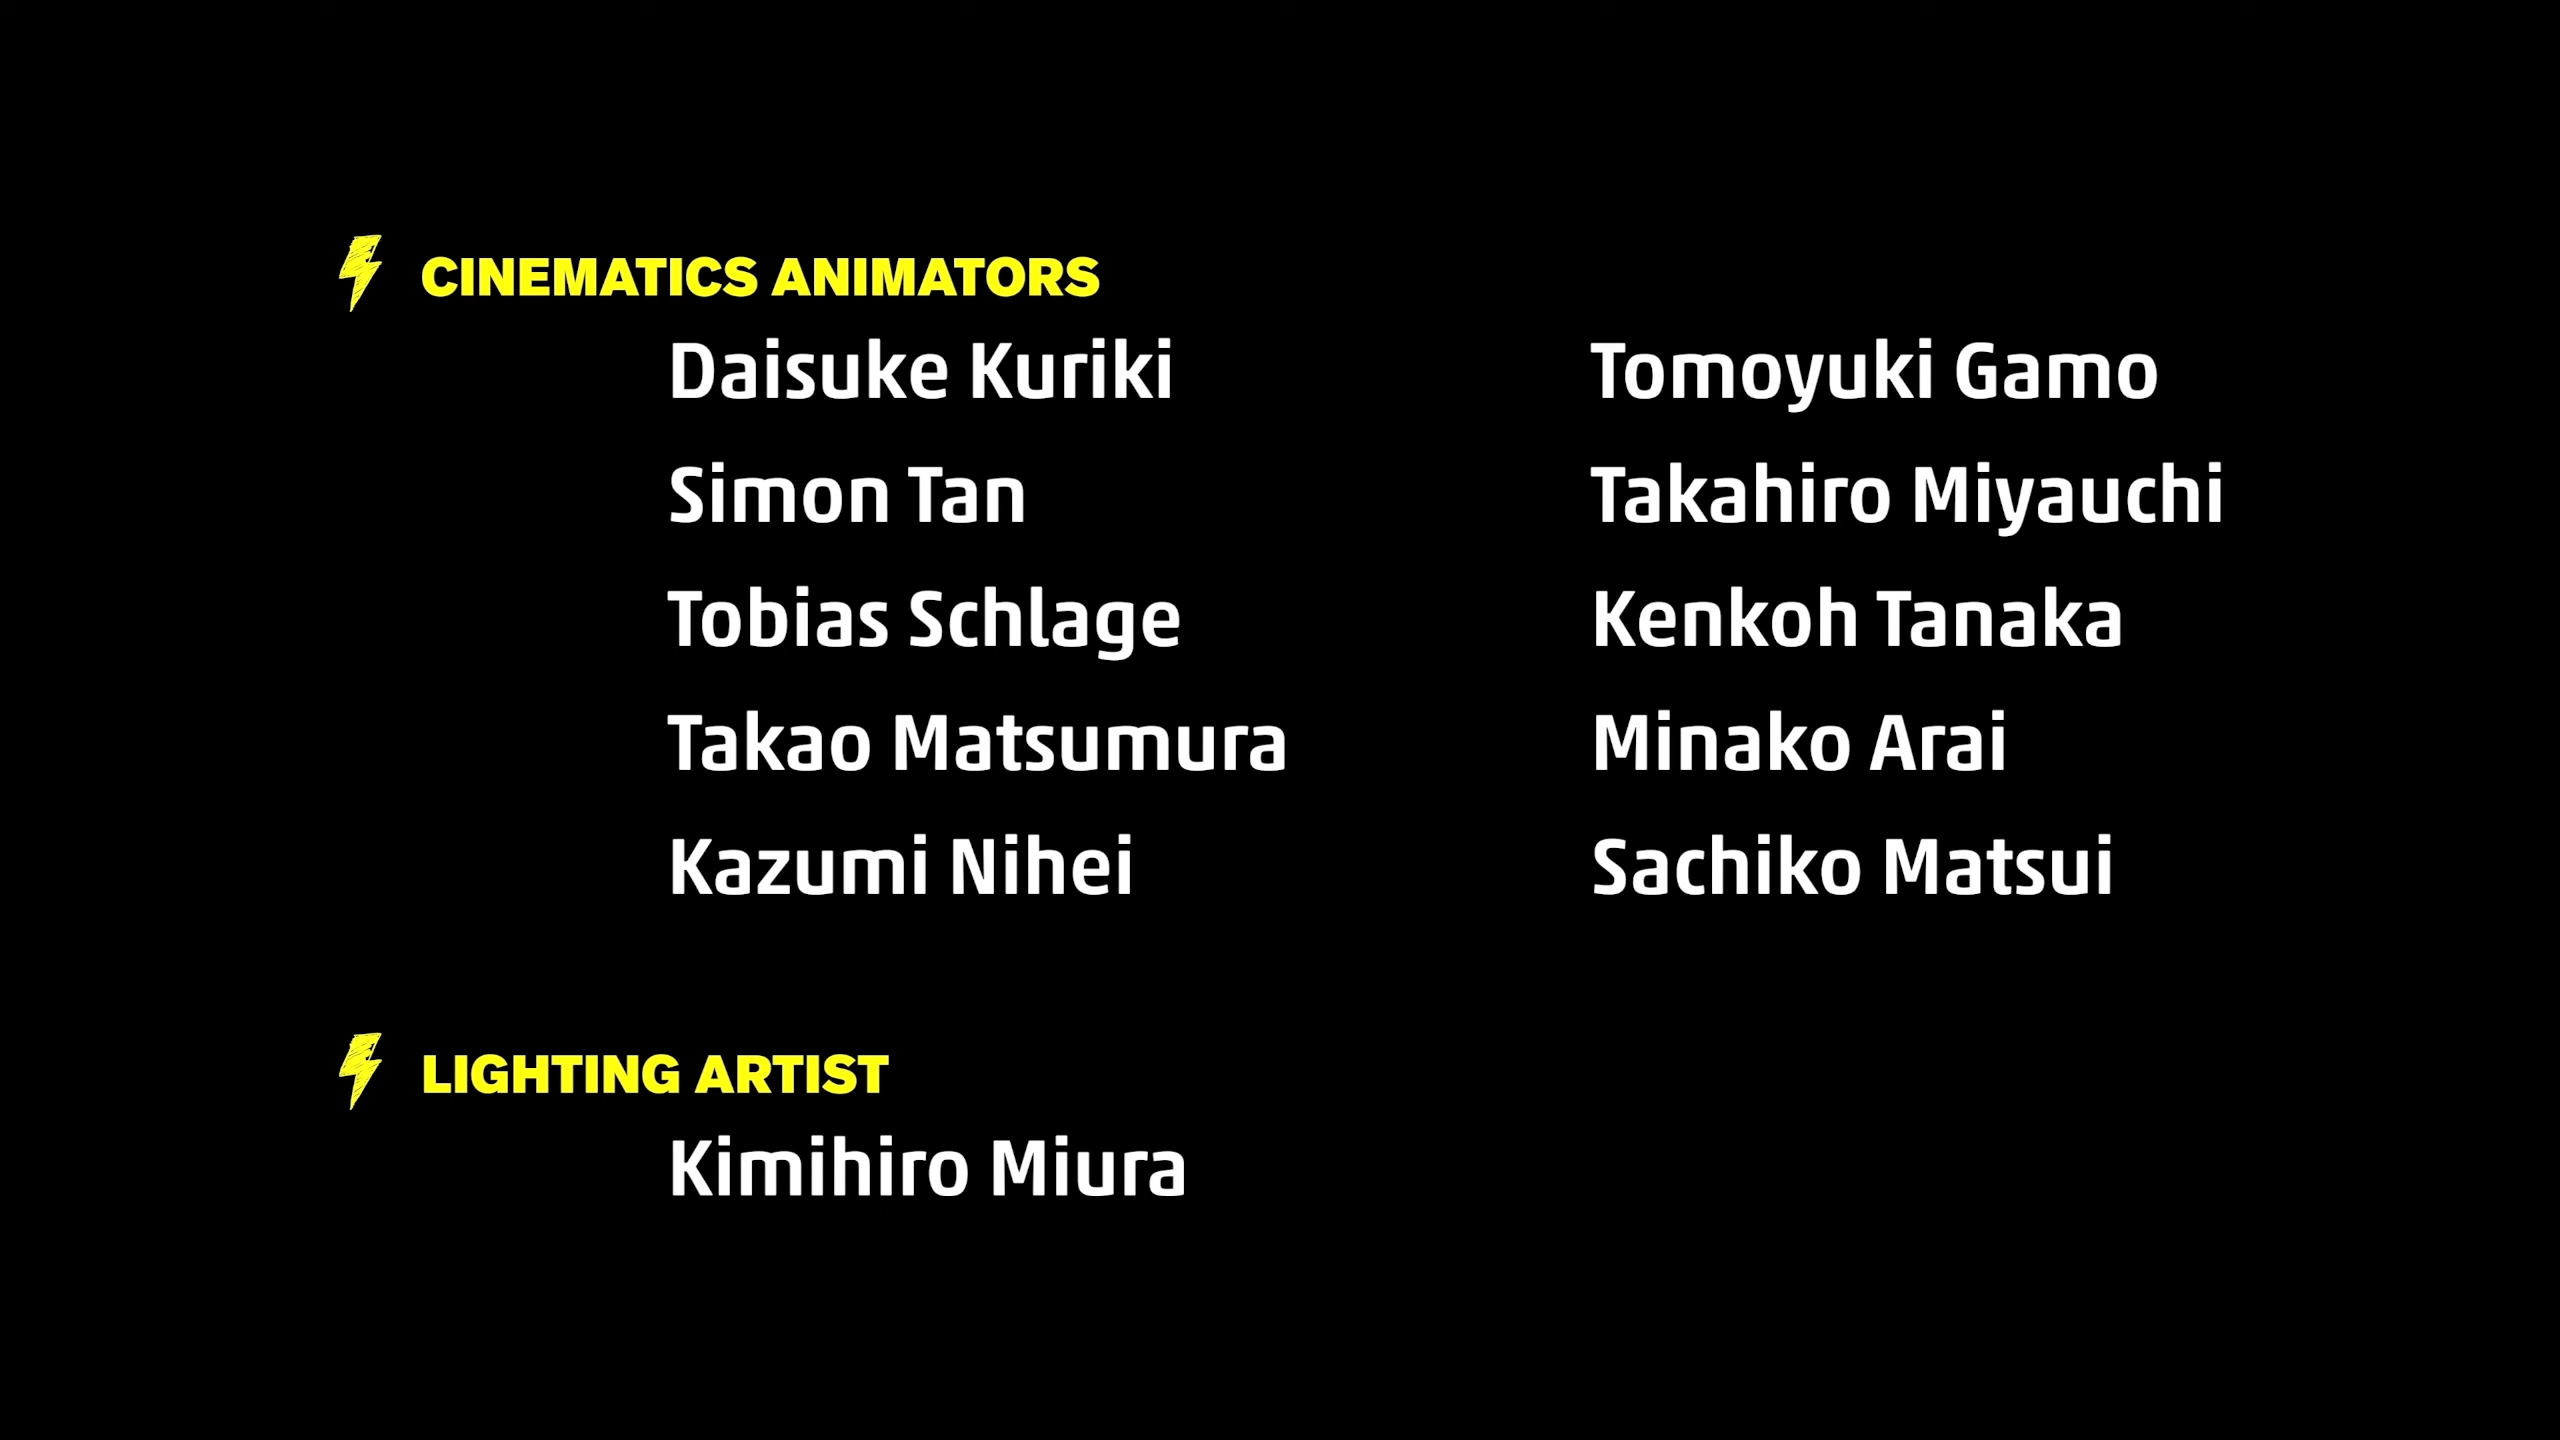 CINEMATICS ANIMATORS
Daisuke Kuriki Tomoyuki Gamo
Simon Tan Takahiro Miyauchi
Tobias Schlage Kenkoh Tanaka
Takao Matsumura Minako Arai
Kazumi Nihei Sachiko Matsui
LIGHTING ARTIST
Kimihiro Miura